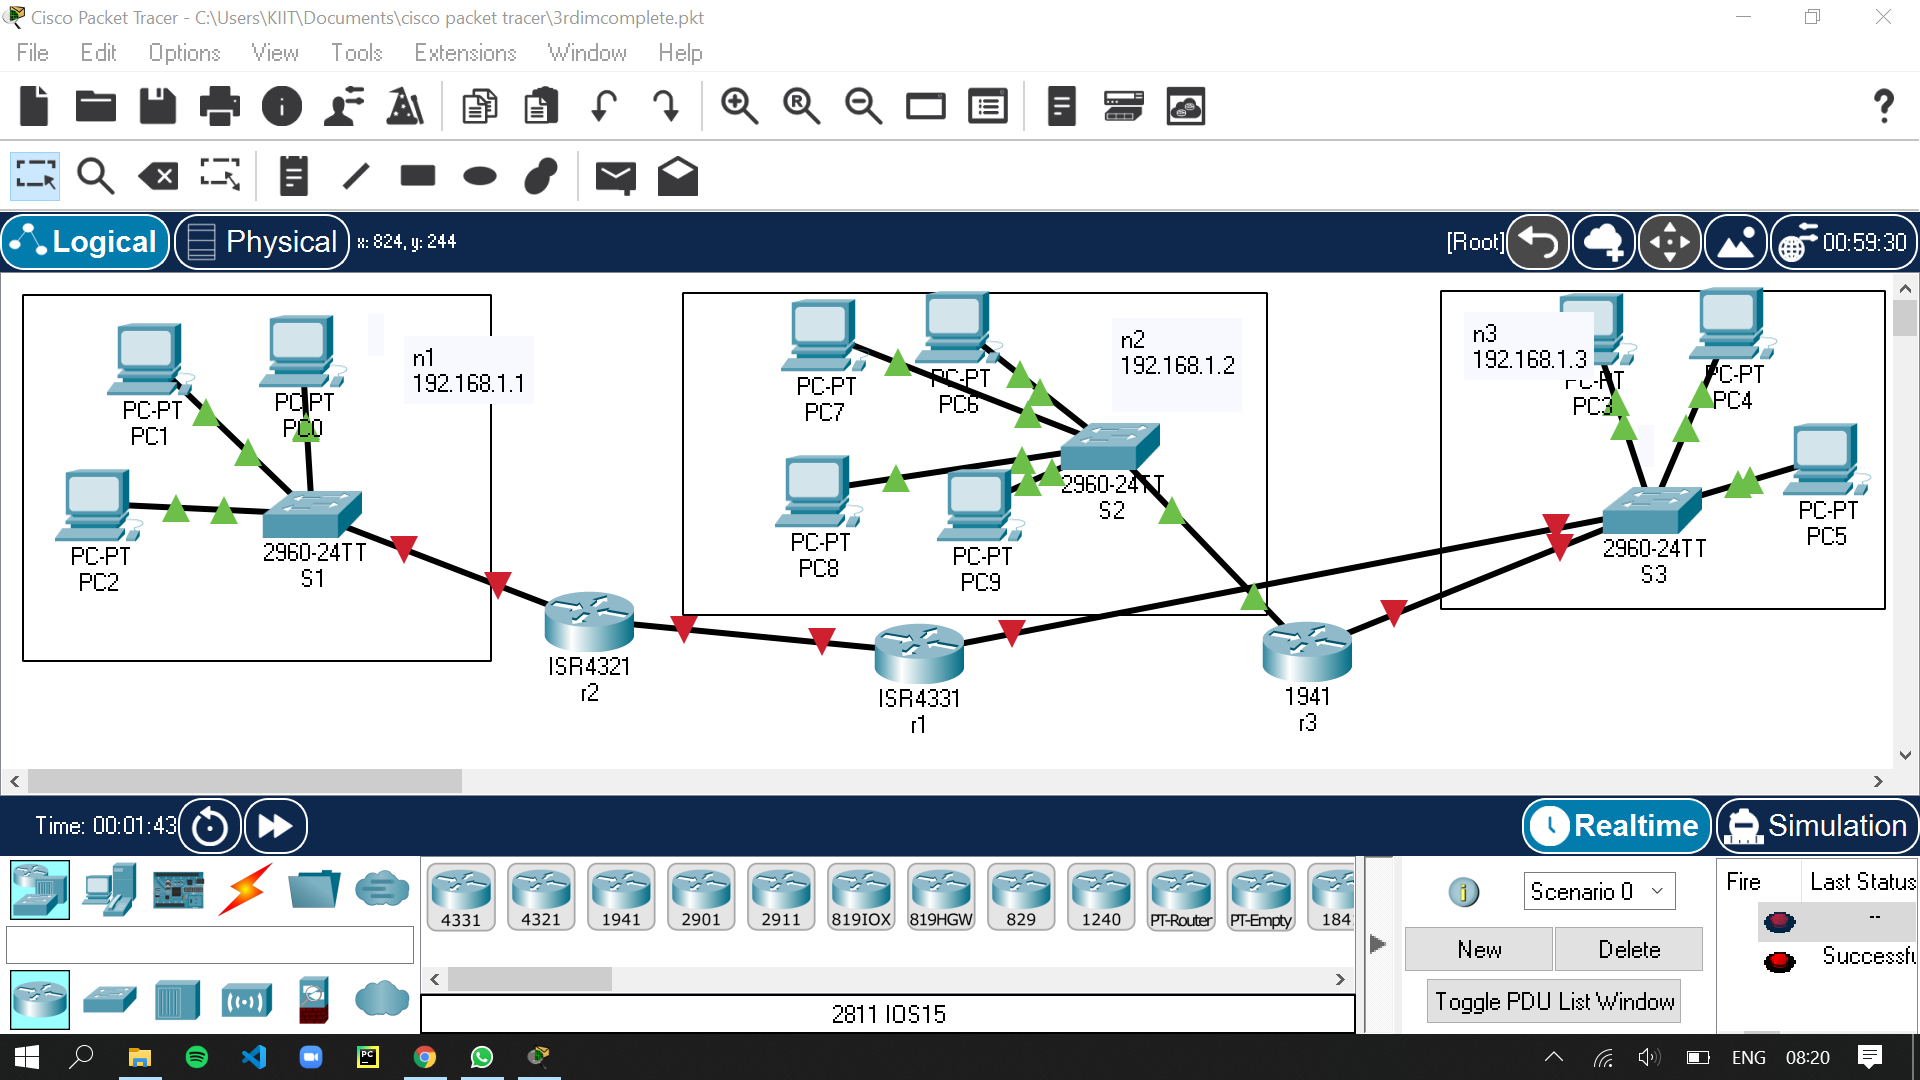 Cisco Packet Tracer - C:\Users\KIIT\Documents\cisco packet tracer\3rdimcomplete.pkt
File Edit Options View Tools Extensions Window Help
Logical Physical x: 824, y: 244 [Root] 00:59:30
n1
192.168.1.1
n2
192.168.1.2
n3
192.168.1.3
PC-PT
PC1
PC-PT
PC0
PC-PT
PC2
2960-24TT
S1
PC-PT
PC7
PC-PT
PC6
PC-PT
PC8
PC-PT
PC9
2960-24TT
S2
PC-PT
PC3
PC-PT
PC4
PC-PT
PC5
2960-24TT
S3
ISR4321
r2
ISR4331
r1
1941
r3
Time: 00:01:43 Realtime Simulation
4331 4321 1941 2901 2911 819IOX 819HGW 829 1240 PT-Router PT-Empty 184
2811 IOS15
Scenario 0
New Delete
Toggle PDU List Window
Fire Last Status
--
Successfu
PC
ENG 08:20